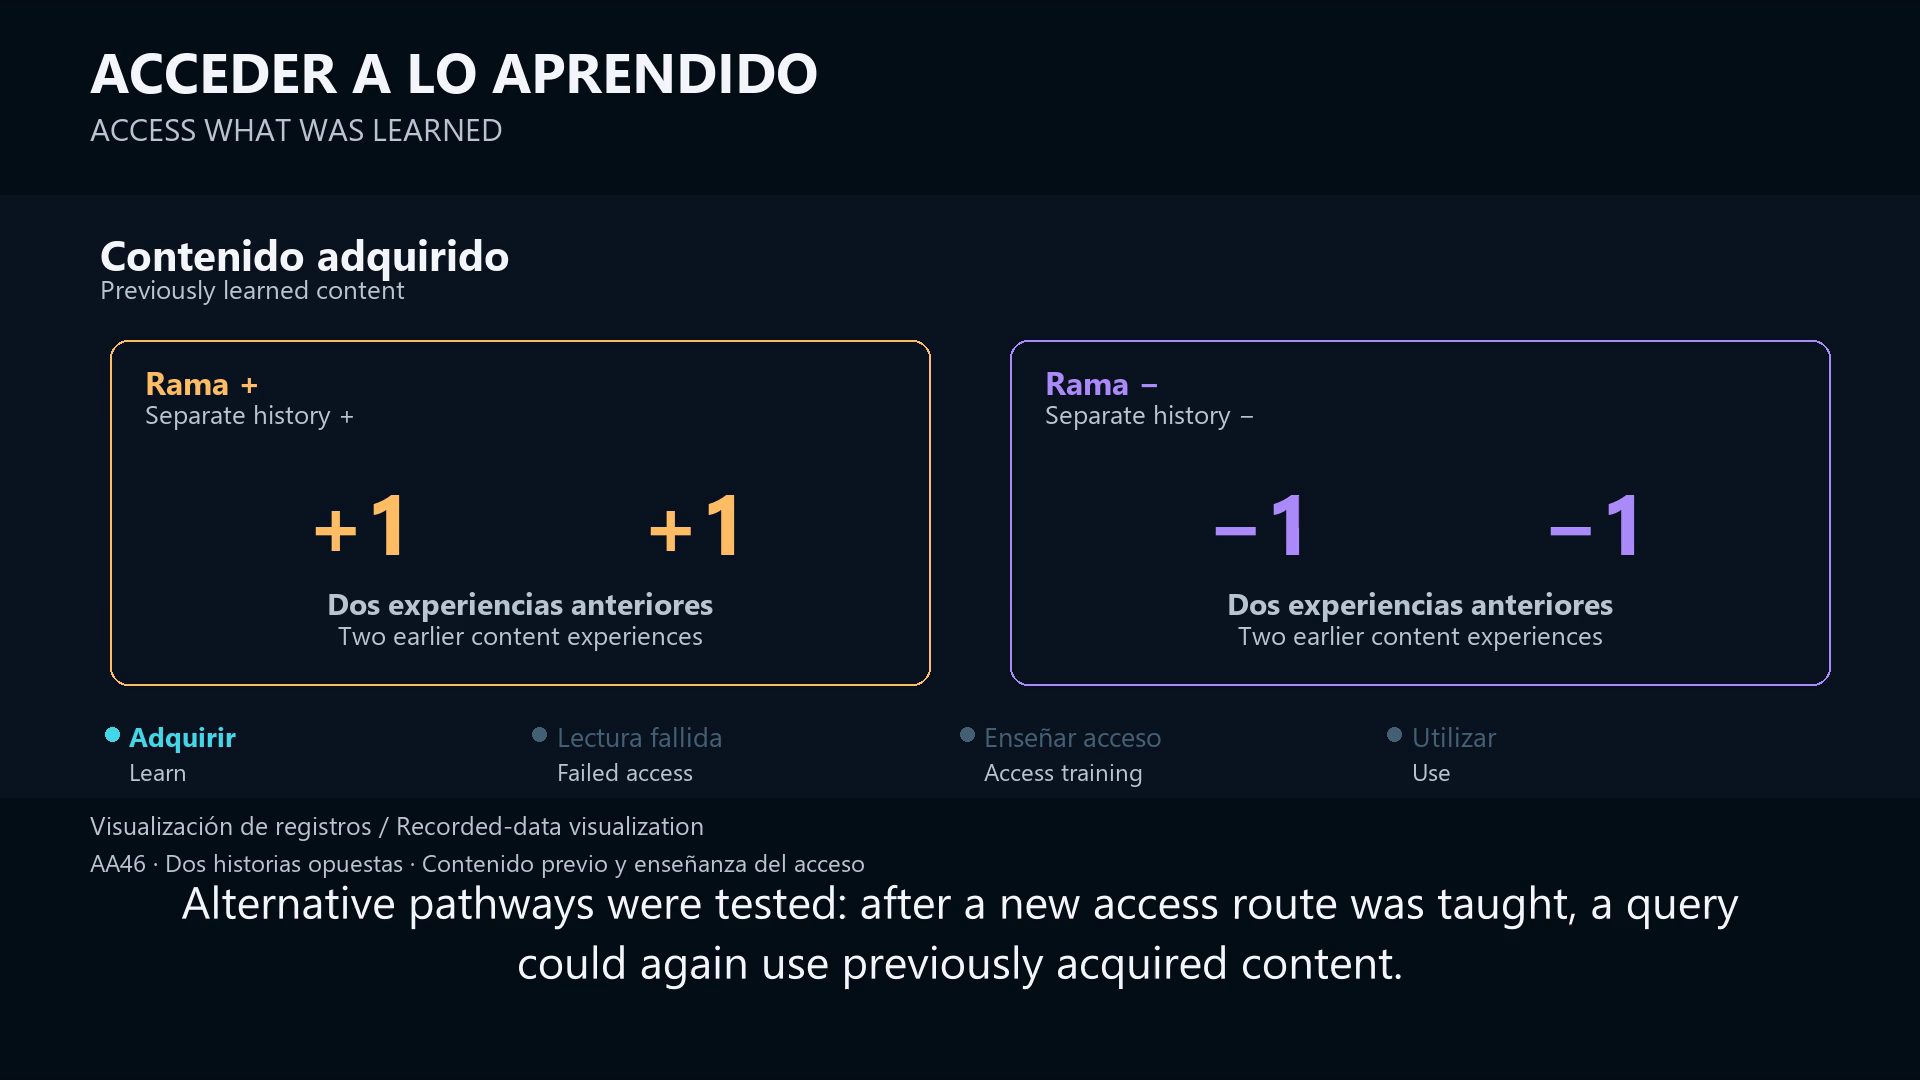 ACCEDER A LO APRENDIDO
ACCESS WHAT WAS LEARNED
Contenido adquirido
Previously learned content
Rama +
Separate history +
+1 +1
Dos experiencias anteriores
Two earlier content experiences
Rama −
Separate history −
−1 −1
Dos experiencias anteriores
Two earlier content experiences
Adquirir
Learn
Lectura fallida
Failed access
Enseñar acceso
Access training
Utilizar
Use
Visualización de registros / Recorded-data visualization
AA46 · Dos historias opuestas · Contenido previo y enseñanza del acceso
Alternative pathways were tested: after a new access route was taught, a query
could again use previously acquired content.